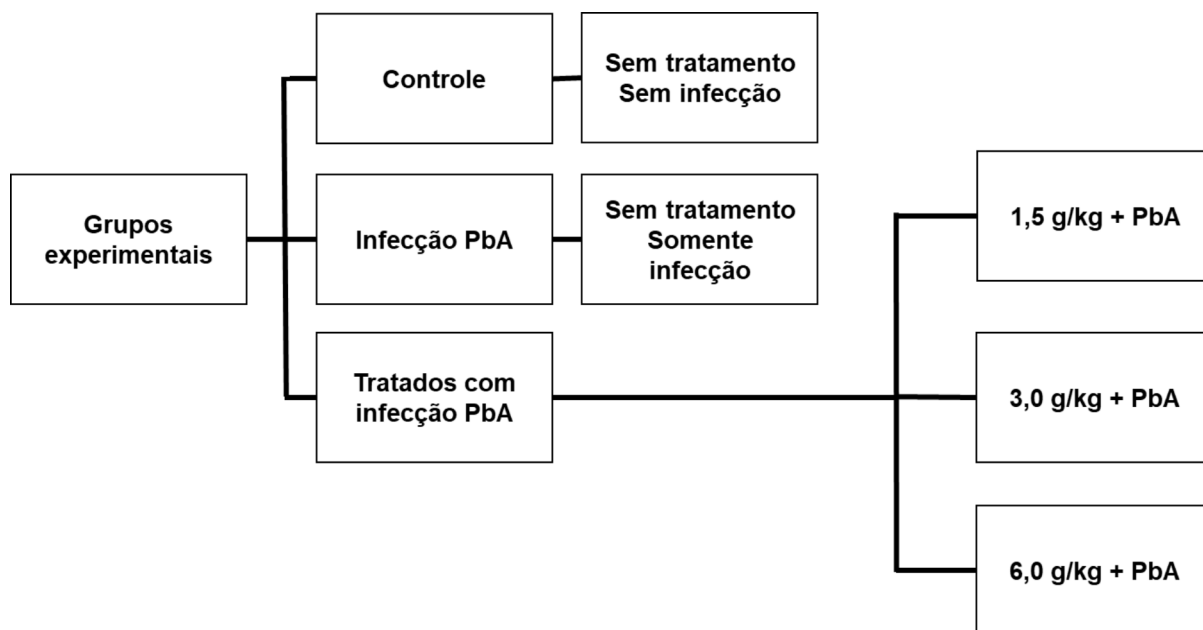 Grupos
experimentais
Controle
Sem tratamento
Sem infecção
Infecção PbA
Sem tratamento
Somente
infecção
Tratados com
infecção PbA
1,5 g/kg + PbA
3,0 g/kg + PbA
6,0 g/kg + PbA